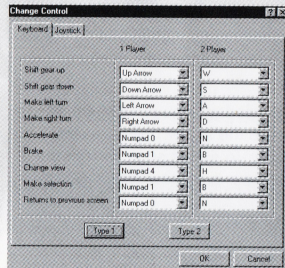 Change Control
Keyboard Joystick
1 Player 2 Player
Shift gear up Up Arrow W
Shift gear down Down Arrow S
Make left turn Left Arrow A
Make right turn Right Arrow D
Accelerate Numpad 0 N
Brake Numpad 1 B
Change view Numpad 4 H
Make selection Numpad 1 B
Returns to previous screen Numpad 0 N
Type 1 Type 2
OK Cancel